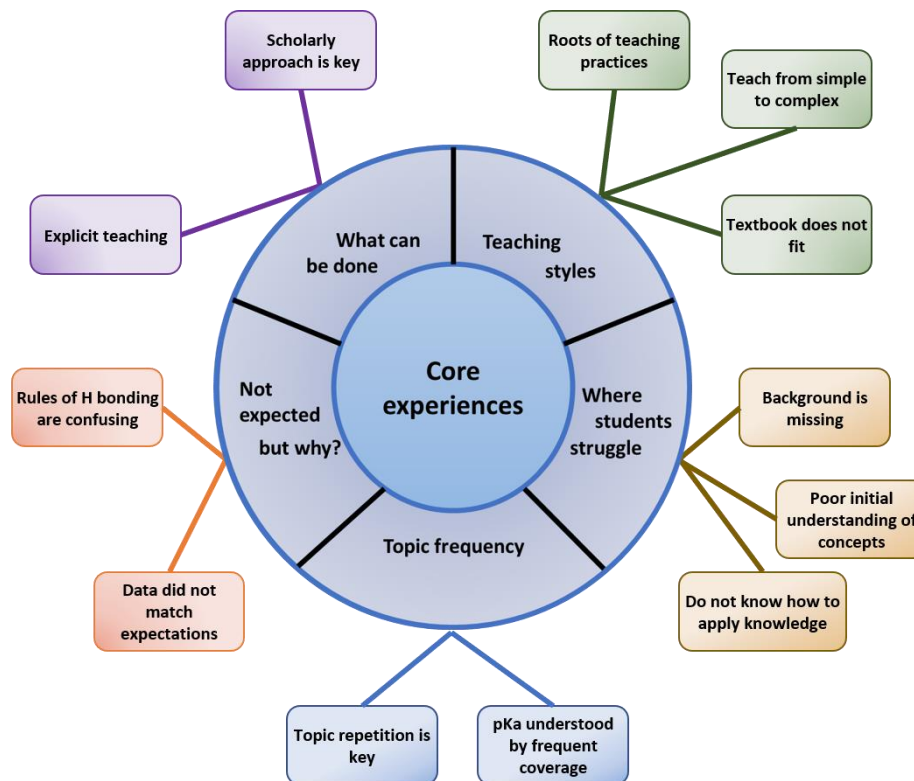 Scholarly
approach is key
Roots of teaching
practices
Teach from simple
to complex
Explicit teaching
Textbook does not
fit
What can
be done
Teaching
styles
Core
experiences
Not
expected
but why?
Where
students
struggle
Topic frequency
Rules of H bonding
are confusing
Data did not
match
expectations
Background is
missing
Poor initial
understanding of
concepts
Do not know how to
apply knowledge
Topic repetition is
key
pKa understood
by frequent
coverage